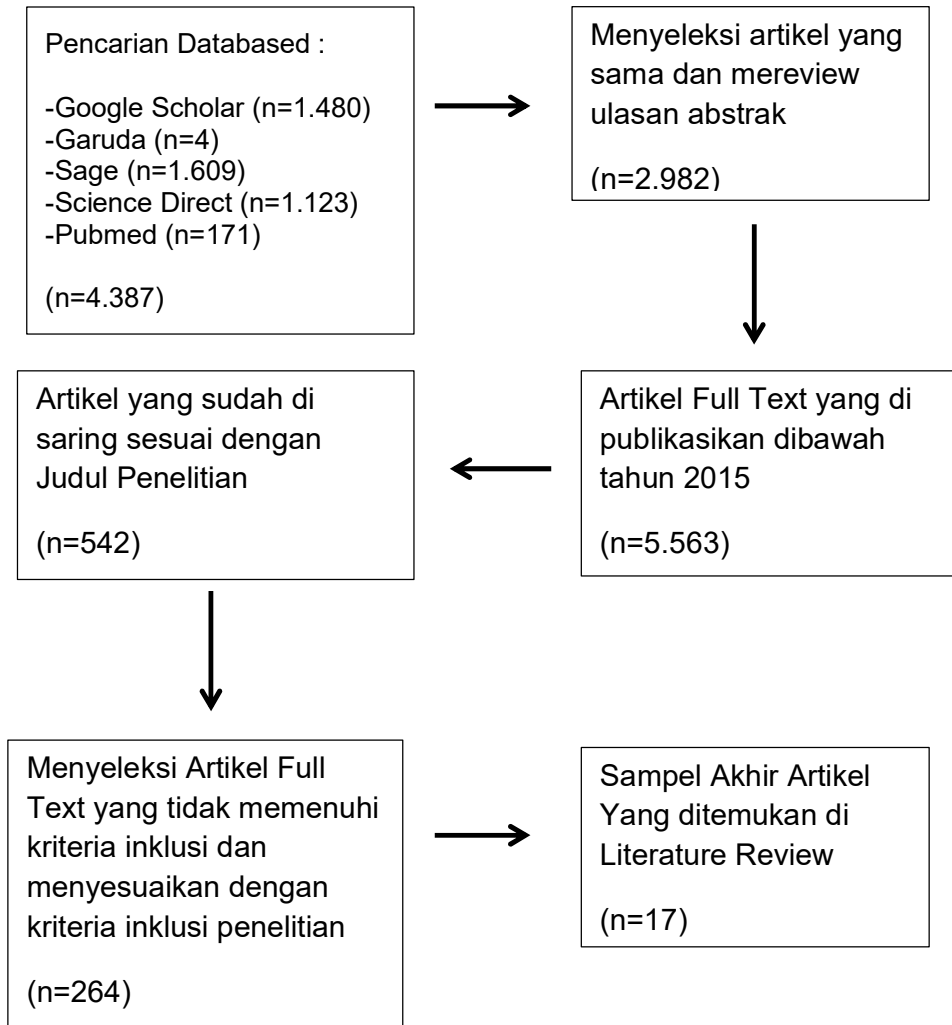 Pencarian Databased :
-Google Scholar (n=1.480)
-Garuda (n=4)
-Sage (n=1.609)
-Science Direct (n=1.123)
-Pubmed (n=171)
(n=4.387)
Menyeleksi artikel yang
sama dan mereview
ulasan abstrak
(n=2.982)
Artikel Full Text yang di
publikasikan dibawah
tahun 2015
(n=5.563)
Artikel yang sudah di
saring sesuai dengan
Judul Penelitian
(n=542)
Menyeleksi Artikel Full
Text yang tidak memenuhi
kriteria inklusi dan
menyesuaikan dengan
kriteria inklusi penelitian
(n=264)
Sampel Akhir Artikel
Yang ditemukan di
Literature Review
(n=17)